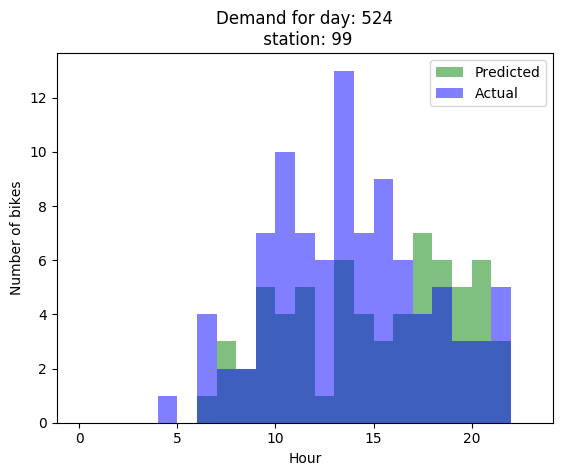 Demand for day: 524
station: 99
Predicted
Actual
Number of bikes
12
10
8
6
4
2
0
0
5
10
15
20
Hour